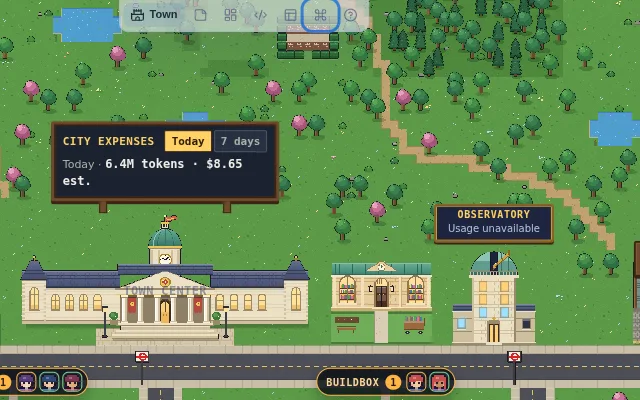 Town
CITY EXPENSES Today 7 days
Today · 6.4M tokens · $8.65
est.
OBSERVATORY
Usage unavailable
TOWN CENTER
1
BUILDBOX 1